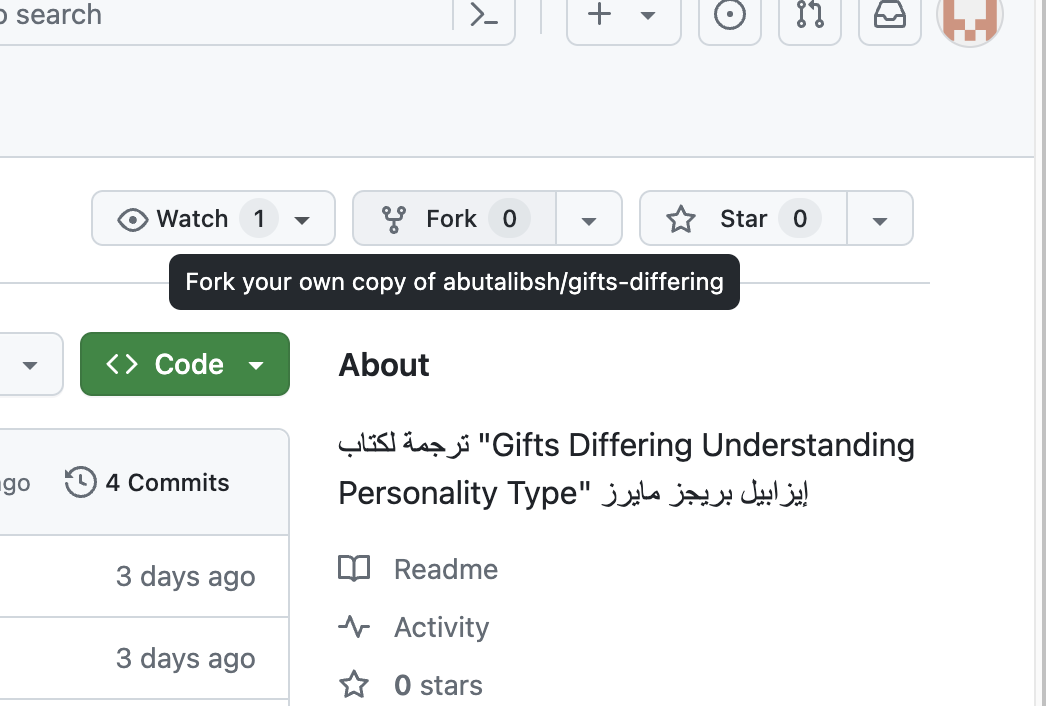 search
Watch 1
Fork 0
Star 0
Fork your own copy of abutalibsh/gifts-differing
Code
About
ترجمة لكتاب "Gifts Differing Understanding
Personality Type" إيزابيل بريجز مايرز
4 Commits
3 days ago
3 days ago
Readme
Activity
0 stars